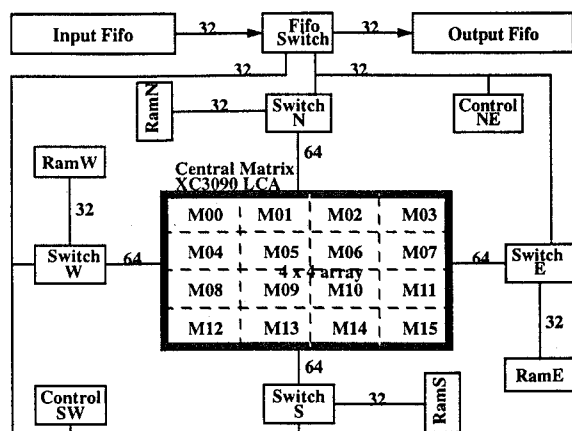 Input Fifo
32
Fifo
Switch
32
Output Fifo
32
32
RamN
32
Switch
N
Control
NE
64
RamW
Central Matrix
XC3090 LCA
32
M00 M01 M02 M03
Switch
W
64
M04 M05 M06 M07
64
Switch
E
4 x 4 array
M08 M09 M10 M11
M12 M13 M14 M15
32
64
RamE
Control
SW
Switch
S
32
RamS